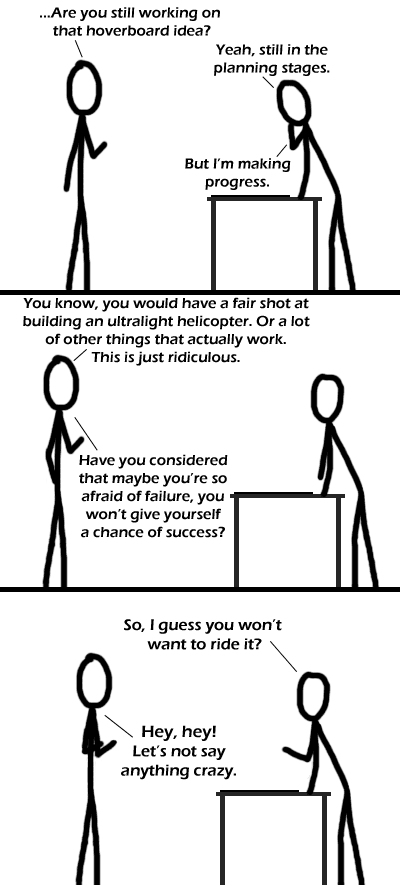 ...Are you still working on
that hoverboard idea?
Yeah, still in the
planning stages.
But I'm making
progress.
You know, you would have a fair shot at
building an ultralight helicopter. Or a lot
of other things that actually work.
This is just ridiculous.
Have you considered
that maybe you're so
afraid of failure, you
won't give yourself
a chance of success?
So, I guess you won't
want to ride it?
Hey, hey!
Let's not say
anything crazy.